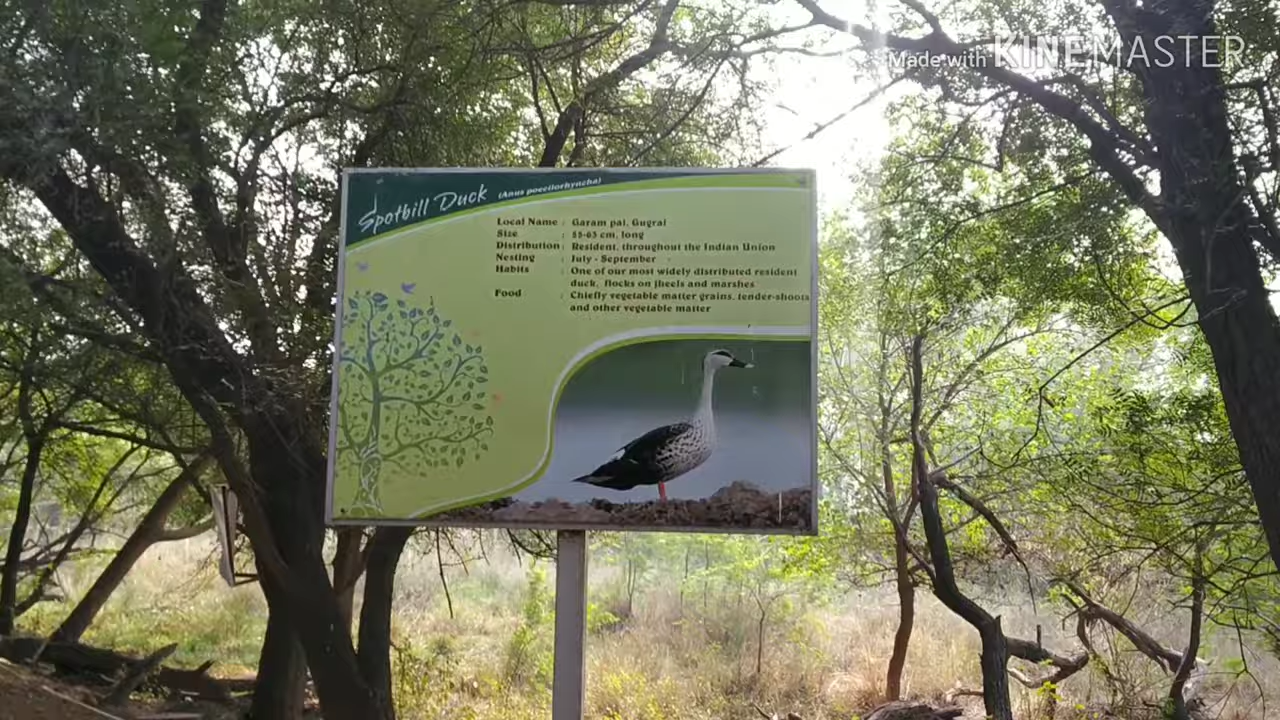 Made with KINEMASTER
Spotbill Duck (Anus poecilorhyncha)
Local Name : Garam pal, Gugral
Size : 55-63 cm, long
Distribution : Resident, throughout the Indian Union
Nesting : July - September
Habits : One of our most widely distributed resident
duck, flocks on jheels and marshes
Food : Chiefly vegetable matter grains, tender-shoots
and other vegetable matter